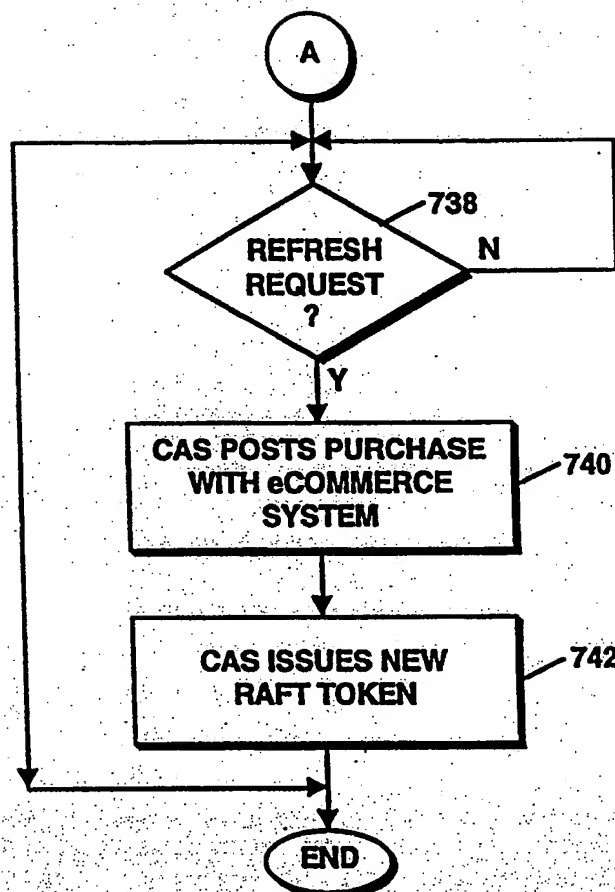 A
738
REFRESH
REQUEST
?
N
Y
CAS POSTS PURCHASE
WITH eCOMMERCE
SYSTEM
740
CAS ISSUES NEW
RAFT TOKEN
742
END